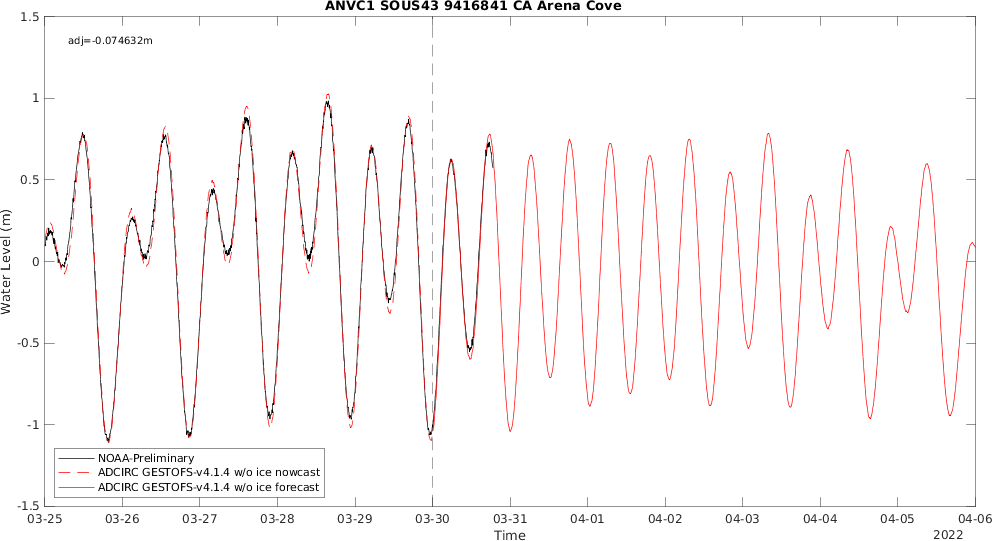 ANVC1 SOUS43 9416841 CA Arena Cove
adj=-0.074632m
1.5
1
0.5
0
-0.5
-1
-1.5
Water Level (m)
NOAA-Preliminary
ADCIRC GESTOFS-v4.1.4 w/o ice nowcast
ADCIRC GESTOFS-v4.1.4 w/o ice forecast
03-25 03-26 03-27 03-28 03-29 03-30 03-31 04-01 04-02 04-03 04-04 04-05 04-06
Time
2022